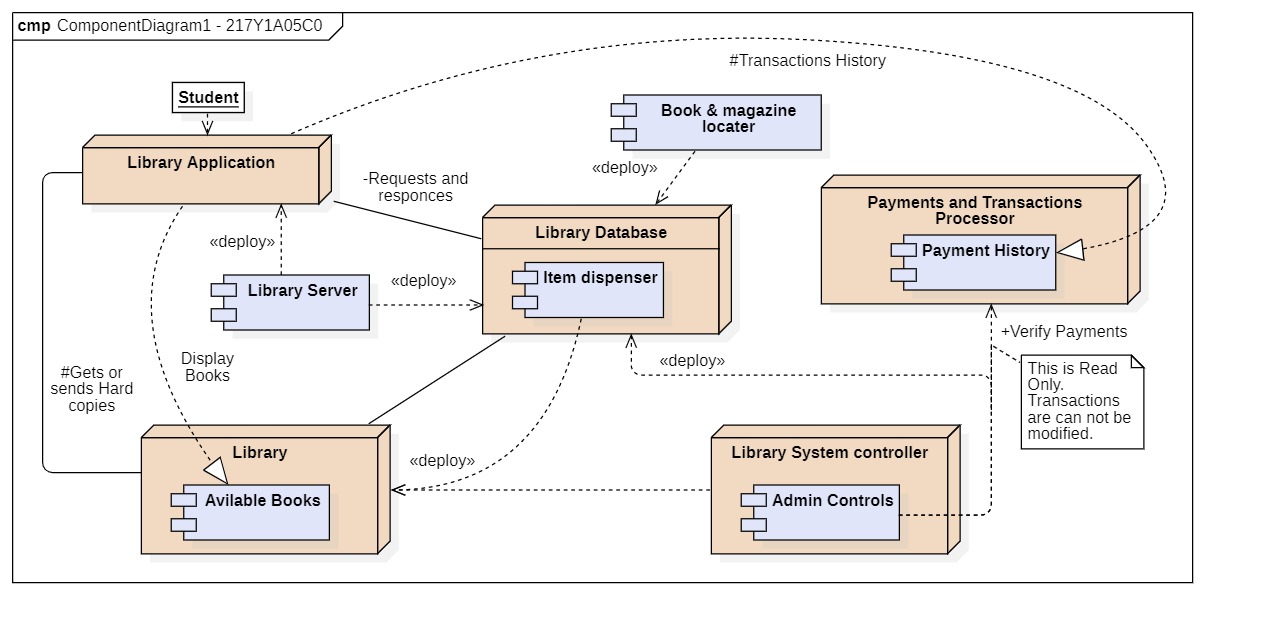 cmp ComponentDiagram1 - 217Y1A05C0
#Transactions History
Student
Book & magazine
locater
Library Application
«deploy»
-Requests and
responces
Payments and Transactions
Processor
Library Database
«deploy»
Payment History
Item dispenser
«deploy»
Library Server
+Verify Payments
Display
Books
«deploy»
#Gets or
sends Hard
copies
This is Read
Only.
Transactions
are can not be
modified.
Library
«deploy»
Library System controller
Avilable Books
Admin Controls